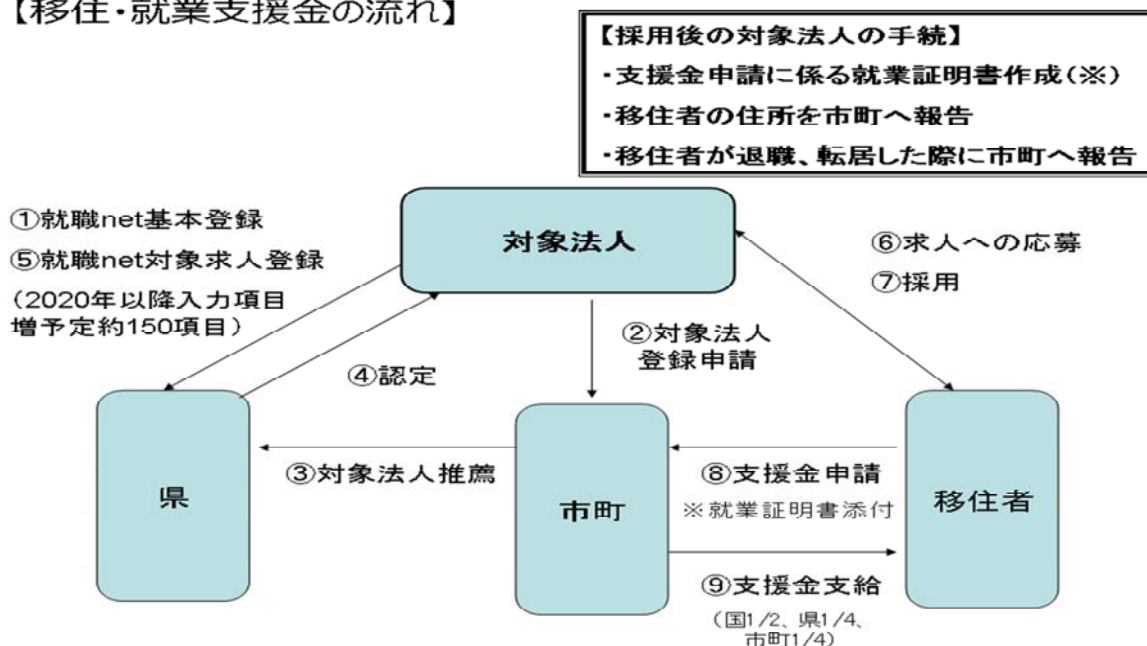 【移住・就業支援金の流れ】
【採用後の対象法人の手続】
・支援金申請に係る就業証明書作成(※)
・移住者の住所を市町へ報告
・移住者が退職、転居した際に市町へ報告
①就職net基本登録
⑤就職net対象求人登録
(2020年以降入力項目
増予定約150項目)
対象法人
⑥求人への応募
⑦採用
②対象法人
登録申請
④認定
③対象法人推薦
県
市町
移住者
⑧支援金申請
※就業証明書添付
⑨支援金支給
(国1/2、県1/4、
市町1/4)